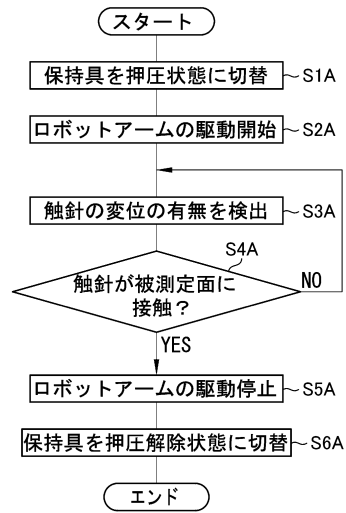 スタート
保持具を押圧状態に切替 S1A
ロボットアームの駆動開始 S2A
触針の変位の有無を検出 S3A
S4A
触針が被測定面に
接触？
NO
YES
ロボットアームの駆動停止 S5A
保持具を押圧解除状態に切替 S6A
エンド